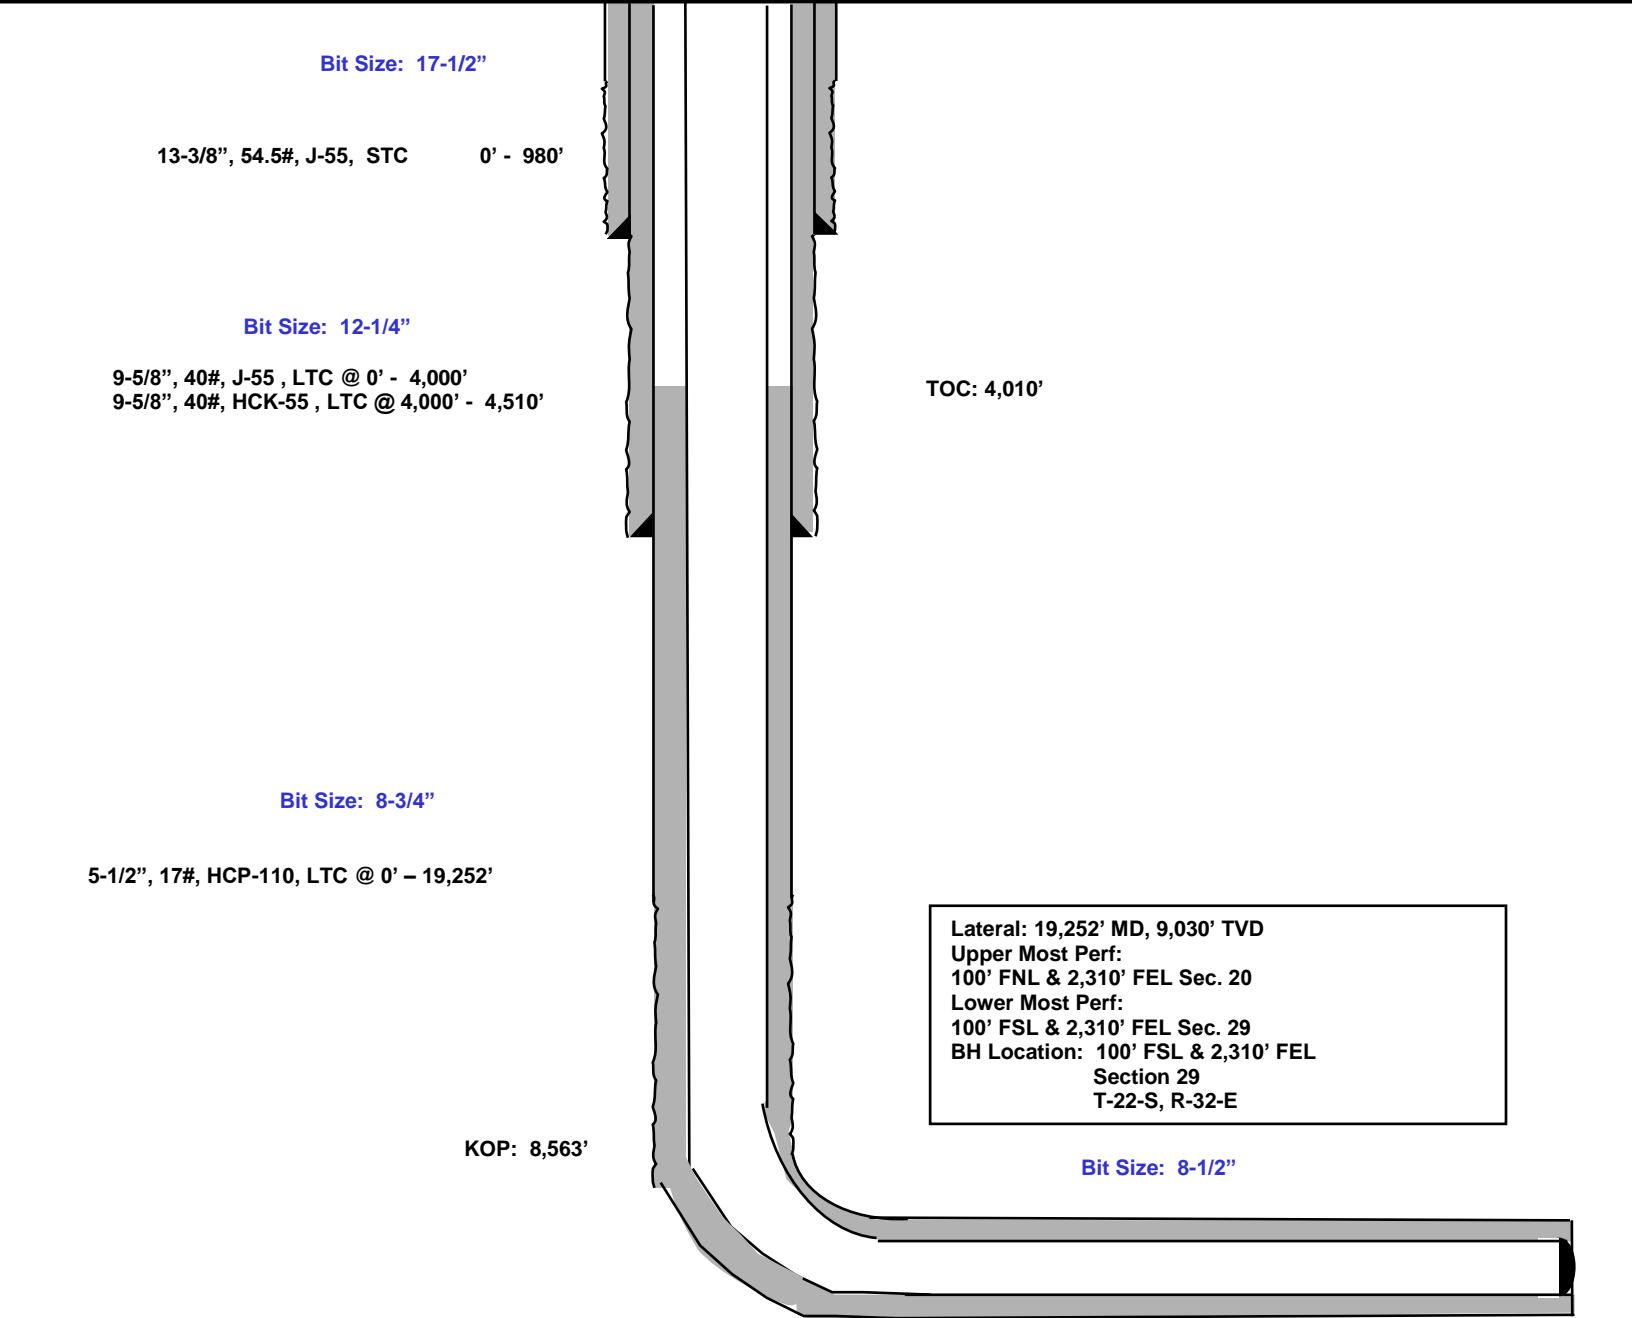 Bit Size: 17-1/2”
13-3/8”, 54.5#, J-55, STC 0’ - 980’
Bit Size: 12-1/4”
9-5/8”, 40#, J-55 , LTC @ 0’ - 4,000’
9-5/8”, 40#, HCK-55 , LTC @ 4,000’ - 4,510’
TOC: 4,010’
Bit Size: 8-3/4”
5-1/2”, 17#, HCP-110, LTC @ 0’ – 19,252’
Lateral: 19,252’ MD, 9,030’ TVD
Upper Most Perf:
100’ FNL & 2,310’ FEL Sec. 20
Lower Most Perf:
100’ FSL & 2,310’ FEL Sec. 29
BH Location: 100’ FSL & 2,310’ FEL
Section 29
T-22-S, R-32-E
KOP: 8,563’
Bit Size: 8-1/2”